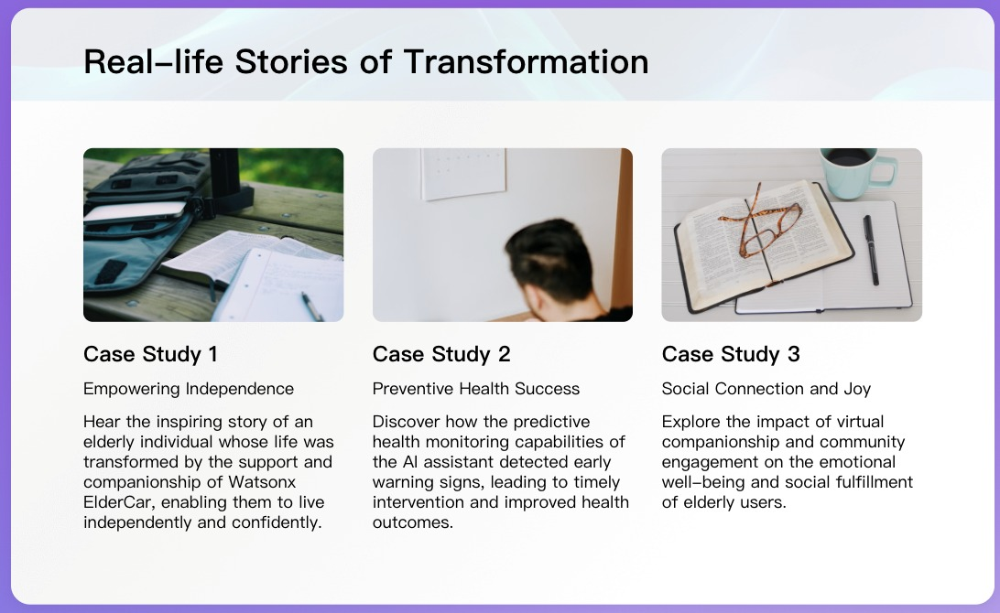 Real–life Stories of Transformation
Case Study 1
Empowering Independence
Hear the inspiring story of an
elderly individual whose life was
transformed by the support and
companionship of Watsonx
ElderCar, enabling them to live
independently and confidently.
Case Study 2
Preventive Health Success
Discover how the predictive
health monitoring capabilities of
the AI assistant detected early
warning signs, leading to timely
intervention and improved health
outcomes.
Case Study 3
Social Connection and Joy
Explore the impact of virtual
companionship and community
engagement on the emotional
well–being and social fulfillment
of elderly users.